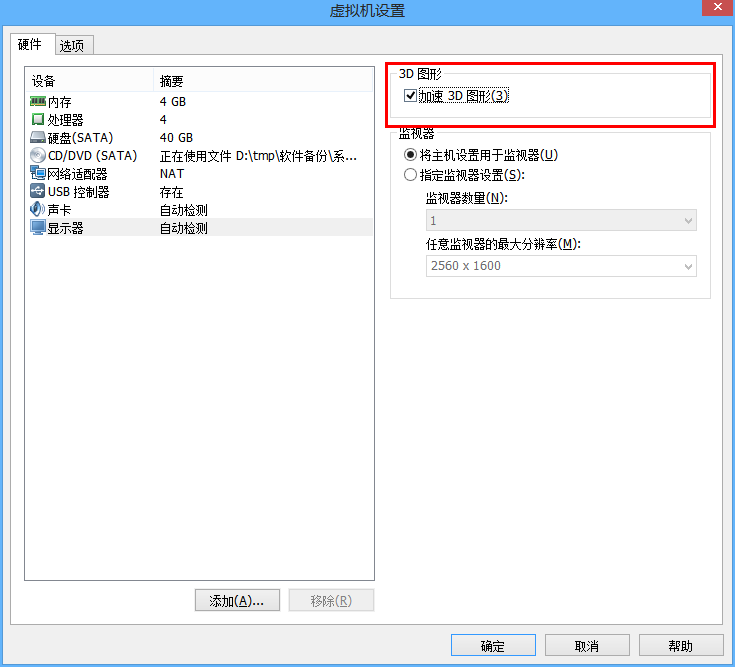 虚拟机设置
硬件 选项
设备 摘要
内存 4 GB
处理器 4
硬盘(SATA) 40 GB
CD/DVD (SATA) 正在使用文件 D:\tmp\软件备份\系...
网络适配器 NAT
USB 控制器 存在
声卡 自动检测
显示器 自动检测
添加(A)... 移除(R)
3D 图形
加速 3D 图形(3)
监视器
将主机设置用于监视器(U)
指定监视器设置(S):
监视器数量(N):
1
任意监视器的最大分辨率(M):
2560 x 1600
确定 取消 帮助